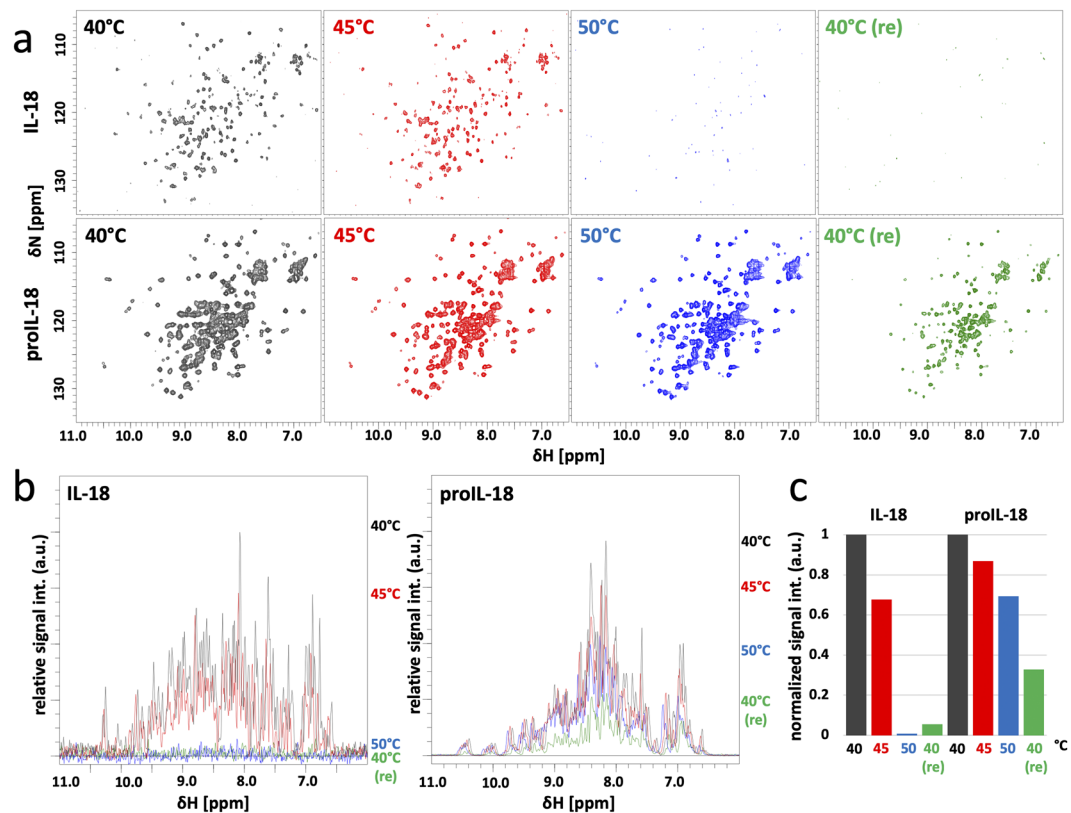 a
40°C
45°C
50°C
40°C (re)
IL-18
110
120
130
δN [ppm]
40°C
45°C
50°C
40°C (re)
proIL-18
110
120
130
11.0 10.0 9.0 8.0 7.0 10.0 9.0 8.0 7.0 10.0 9.0 8.0 7.0 10.0 9.0 8.0 7.0
δH [ppm]
b
IL-18
relative signal int. (a.u.)
40°C
45°C
50°C
40°C
(re)
11.0 10.0 9.0 8.0 7.0
δH [ppm]
proIL-18
relative signal int. (a.u.)
40°C
45°C
50°C
40°C
(re)
11.0 10.0 9.0 8.0 7.0
δH [ppm]
c
IL-18 proIL-18
normalized signal int. (a.u.)
1
0.8
0.6
0.4
0.2
0
40 45 50 40 40 45 50 40 °C
(re) (re)